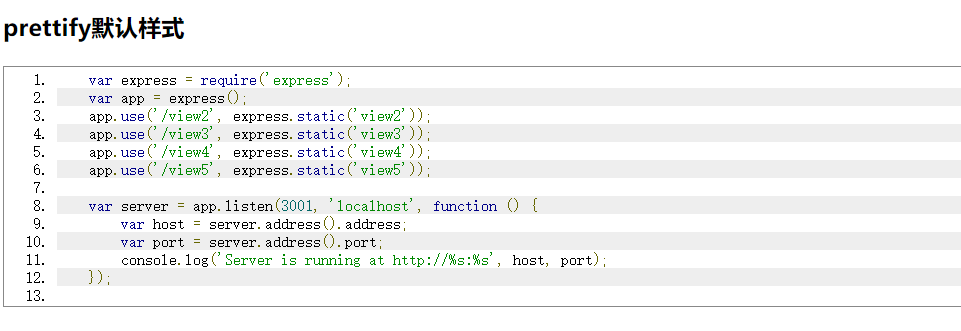 prettify默认样式
1. var express = require('express');
2. var app = express();
3. app.use('/view2', express.static('view2'));
4. app.use('/view3', express.static('view3'));
5. app.use('/view4', express.static('view4'));
6. app.use('/view5', express.static('view5'));
7.
8. var server = app.listen(3001, 'localhost', function () {
9.     var host = server.address().address;
10.     var port = server.address().port;
11.     console.log('Server is running at http://%s:%s', host, port);
12. });
13.